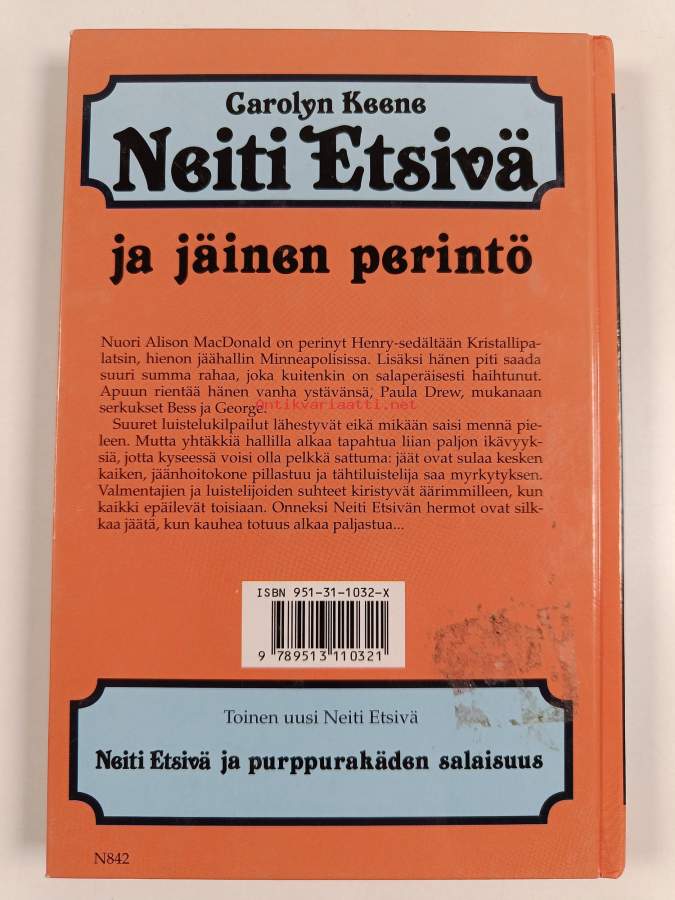 Carolyn Keene
Neiti Etsivä
ja jäinen perintö
Nuori Alison MacDonald on perinyt Henry-sedältään Kristallipa-
latsin, hienon jäähallin Minneapolisissa. Lisäksi hänen piti saada
suuri summa rahaa, joka kuitenkin on salaperäisesti haihtunut.
Apuun rientää hänen vanha ystävänsä, Paula Drew, mukanaan
serkukset Bess ja George.
Antikvariaatti.net
Suuret luistelukilpailut lähestyvät eikä mikään saisi mennä pie-
leen. Mutta yhtäkkiä hallilla alkaa tapahtua liian paljon ikävyyk-
siä, jotta kyseessä voisi olla pelkkä sattuma: jäät ovat sulaa kesken
kaiken, jäänhoitokone pillastuu ja tähtiluistelija saa myrkytyksen.
Valmentajien ja luistelijoiden suhteet kiristyvät äärimmilleen, kun
kaikki epäilevät toisiaan. Onneksi Neiti Etsivän hermot ovat silk-
kaa jäätä, kun kauhea totuus alkaa paljastua...
ISBN 951-31-1032-X
9 789513 110321
Toinen uusi Neiti Etsivä
Neiti Etsivä ja purppurakäden salaisuus
N842